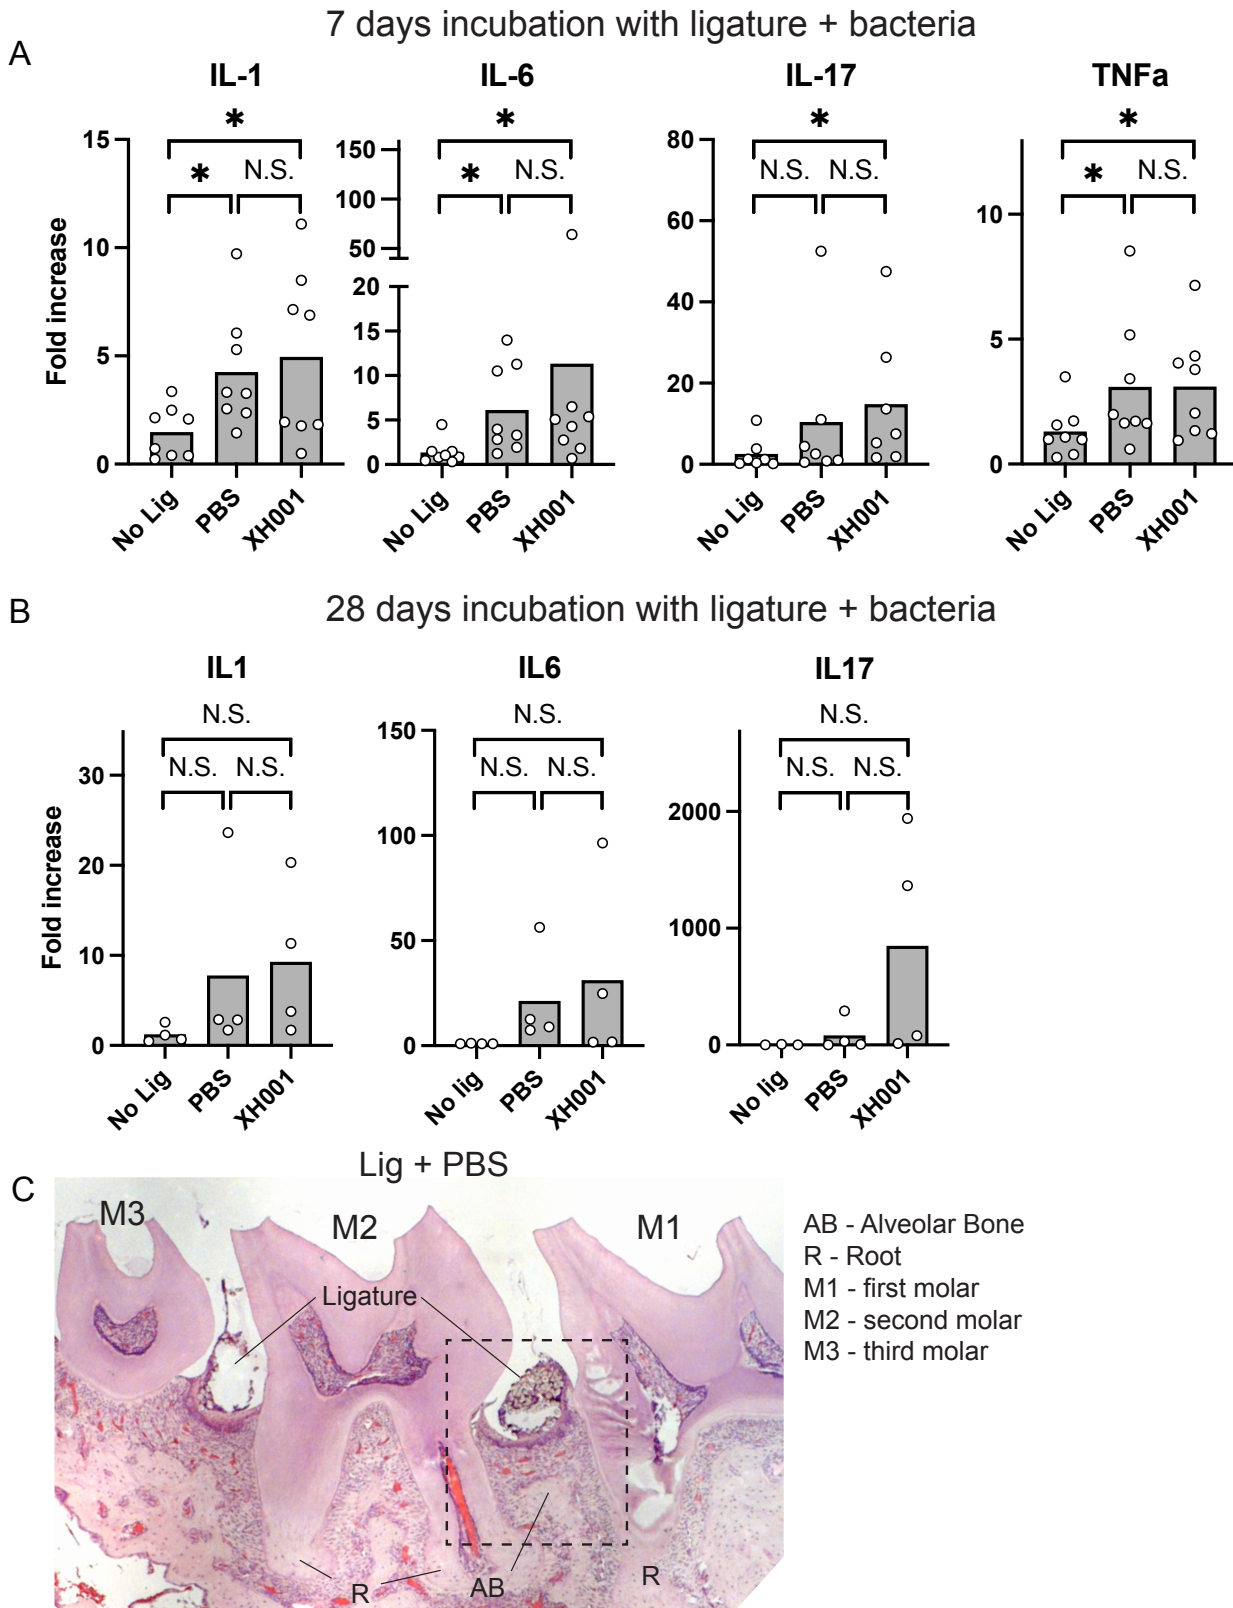 7 days incubation with ligature + bacteria
A
IL-1
IL-6
IL-17
TNFa
Fold increase
15
10
5
0
* * N.S.
No Lig PBS XH001
150
100
50
20
15
10
5
0
* * N.S.
No Lig PBS XH001
80
60
40
20
0
* N.S. N.S.
No Lig PBS XH001
10
5
0
* * N.S.
No Lig PBS XH001
B
28 days incubation with ligature + bacteria
IL1
IL6
IL17
Fold increase
30
20
10
0
N.S. N.S. N.S.
No Lig PBS XH001
150
100
50
0
N.S. N.S. N.S.
No lig PBS XH001
2000
1000
0
N.S. N.S. N.S.
No lig PBS XH001
C
Lig + PBS
M3 M2 M1
Ligature
R AB R
AB - Alveolar Bone
R - Root
M1 - first molar
M2 - second molar
M3 - third molar